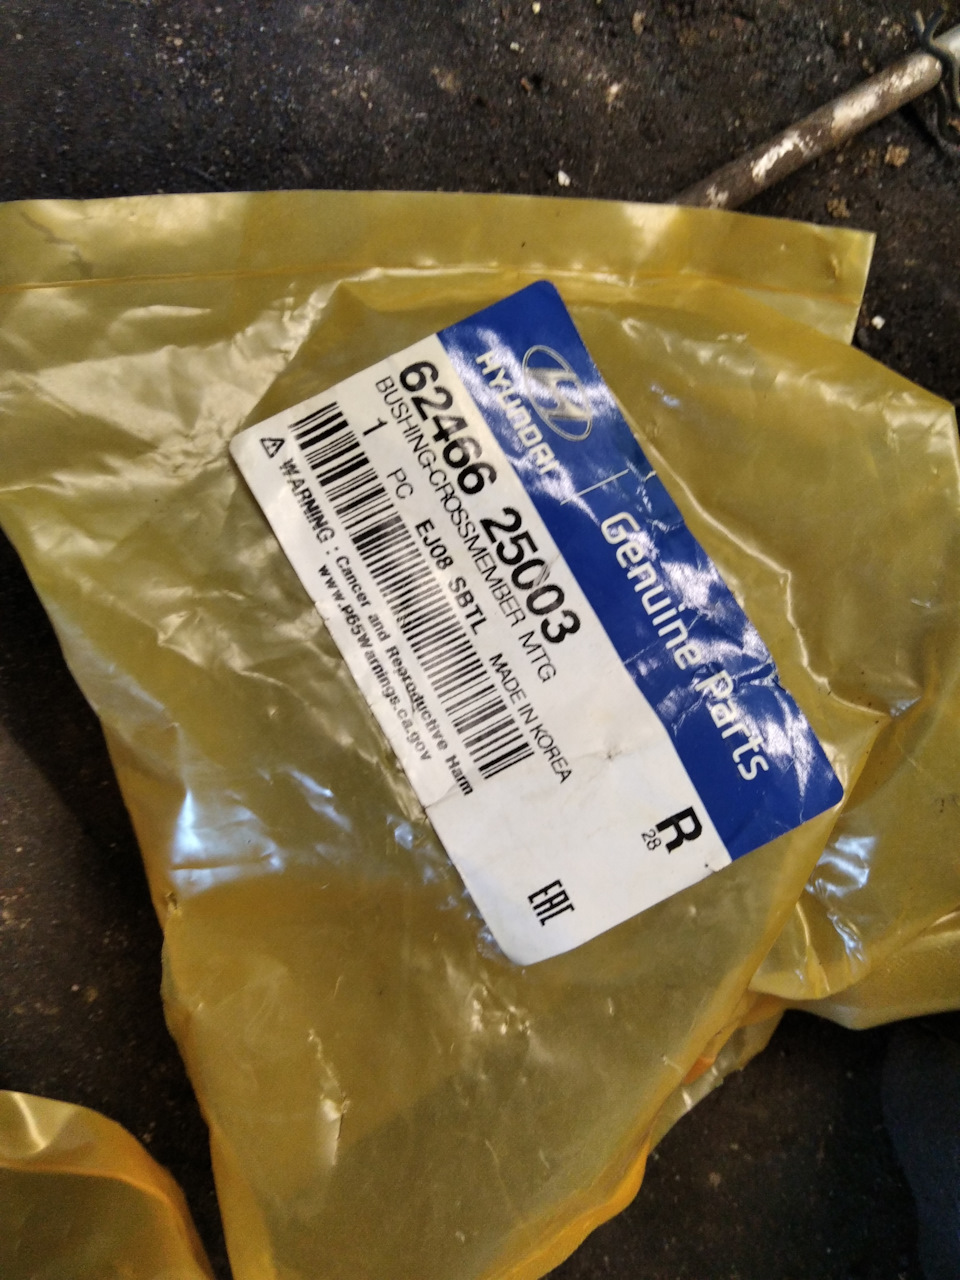 HYUNDAI | Genuine Parts
62466 25003
BUSHING-CROSSMEMBER MTG
1 PC EJ08 SBTL MADE IN KOREA
R
28
⚠ WARNING : Cancer and Reproductive Harm
www.P65Warnings.ca.gov
EAC